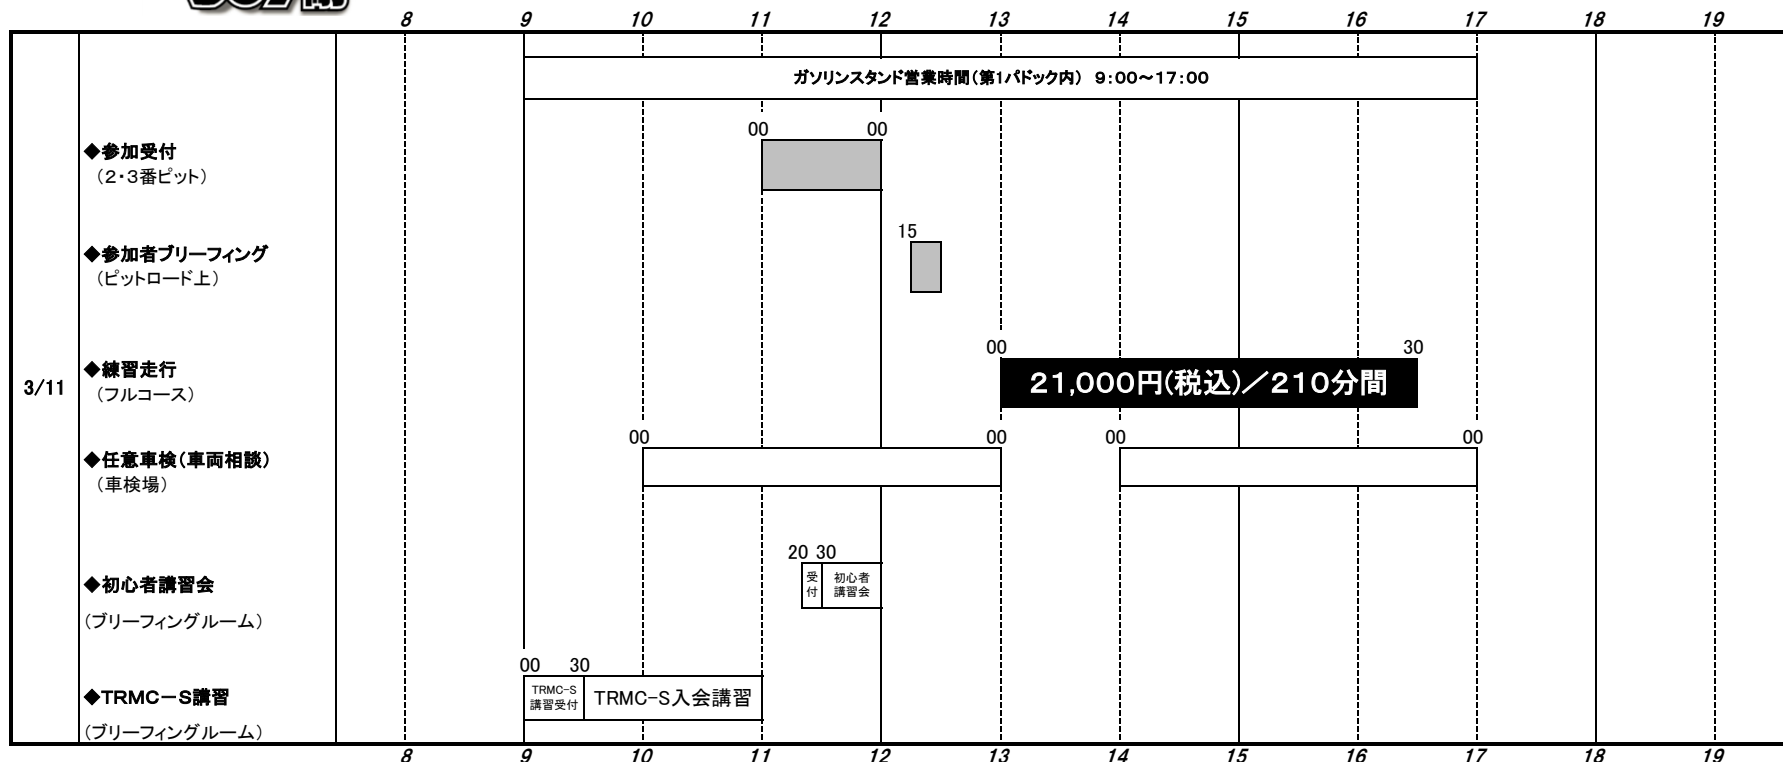 8 9 10 11 12 13 14 15 16 17 18 19
ガソリンスタンド営業時間(第1パドック内) 9:00～17:00
00 00
◆参加受付
(2・3番ピット)
15
◆参加者ブリーフィング
(ピットロード上)
00 30
3/11
◆練習走行
(フルコース)
21,000円(税込)／210分間
00 00 00 00
◆任意車検(車両相談)
(車検場)
20 30
◆初心者講習会
(ブリーフィングルーム)
受付
初心者
講習会
00 30
◆TRMC－S講習
(ブリーフィングルーム)
TRMC-S
講習受付
TRMC-S入会講習
8 9 10 11 12 13 14 15 16 17 18 19